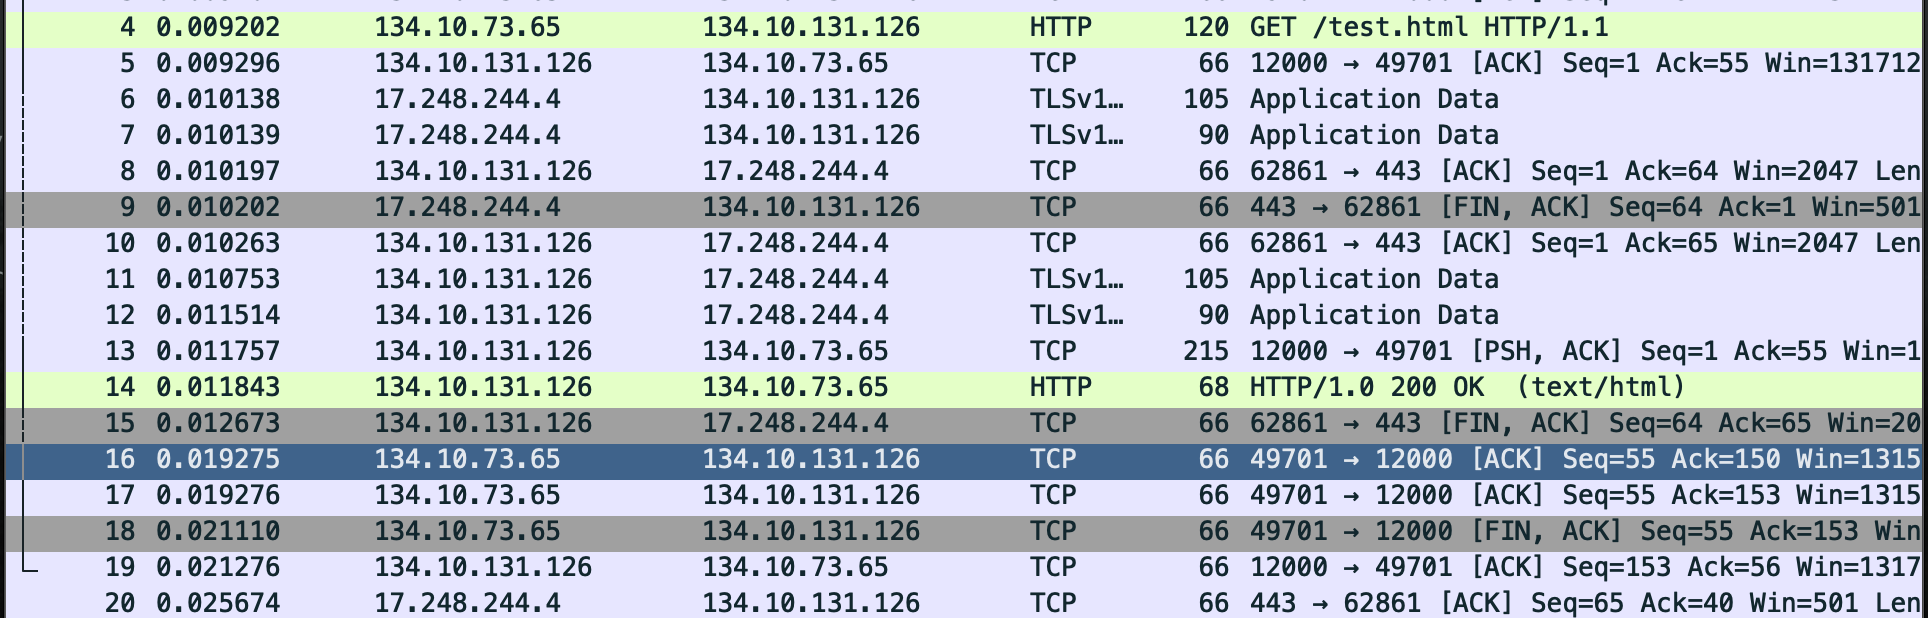 4 0.009202 134.10.73.65 134.10.131.126 HTTP 120 GET /test.html HTTP/1.1
5 0.009296 134.10.131.126 134.10.73.65 TCP 66 12000 → 49701 [ACK] Seq=1 Ack=55 Win=131712
6 0.010138 17.248.244.4 134.10.131.126 TLSv1… 105 Application Data
7 0.010139 17.248.244.4 134.10.131.126 TLSv1… 90 Application Data
8 0.010197 134.10.131.126 17.248.244.4 TCP 66 62861 → 443 [ACK] Seq=1 Ack=64 Win=2047 Len
9 0.010202 17.248.244.4 134.10.131.126 TCP 66 443 → 62861 [FIN, ACK] Seq=64 Ack=1 Win=501
10 0.010263 134.10.131.126 17.248.244.4 TCP 66 62861 → 443 [ACK] Seq=1 Ack=65 Win=2047 Len
11 0.010753 134.10.131.126 17.248.244.4 TLSv1… 105 Application Data
12 0.011514 134.10.131.126 17.248.244.4 TLSv1… 90 Application Data
13 0.011757 134.10.131.126 134.10.73.65 TCP 215 12000 → 49701 [PSH, ACK] Seq=1 Ack=55 Win=1
14 0.011843 134.10.131.126 134.10.73.65 HTTP 68 HTTP/1.0 200 OK (text/html)
15 0.012673 134.10.131.126 17.248.244.4 TCP 66 62861 → 443 [FIN, ACK] Seq=64 Ack=65 Win=20
16 0.019275 134.10.73.65 134.10.131.126 TCP 66 49701 → 12000 [ACK] Seq=55 Ack=150 Win=1315
17 0.019276 134.10.73.65 134.10.131.126 TCP 66 49701 → 12000 [ACK] Seq=55 Ack=153 Win=1315
18 0.021110 134.10.73.65 134.10.131.126 TCP 66 49701 → 12000 [FIN, ACK] Seq=55 Ack=153 Win
19 0.021276 134.10.131.126 134.10.73.65 TCP 66 12000 → 49701 [ACK] Seq=153 Ack=56 Win=1317
20 0.025674 17.248.244.4 134.10.131.126 TCP 66 443 → 62861 [ACK] Seq=65 Ack=40 Win=501 Len